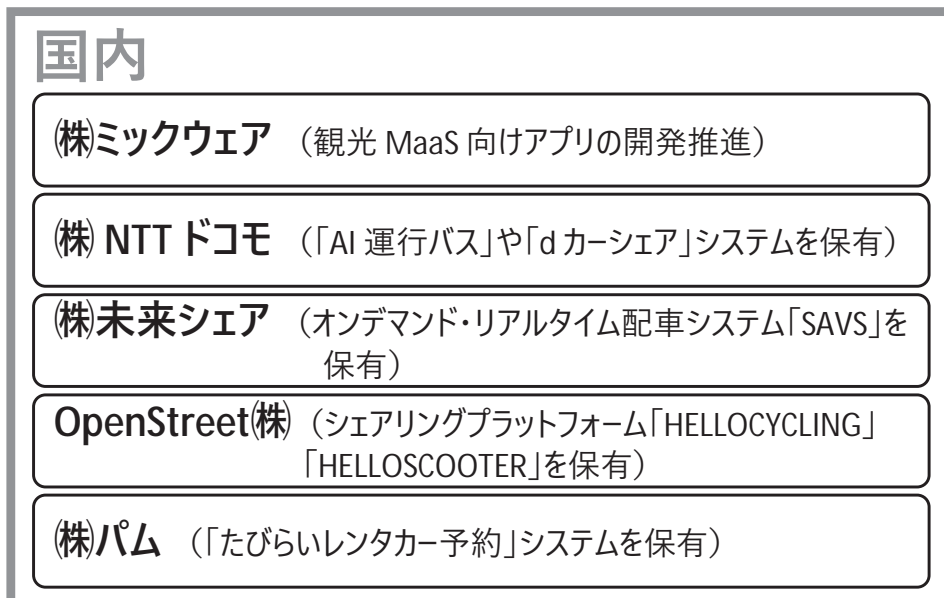 国内
㈱ミックウェア （観光 MaaS 向けアプリの開発推進）
㈱ NTT ドコモ （「AI 運行バス」や「d カーシェア」システムを保有）
㈱未来シェア （オンデマンド・リアルタイム配車システム「SAVS」を
保有）
OpenStreet㈱ （シェアリングプラットフォーム「HELLOCYCLING」
「HELLOSCOOTER」を保有）
㈱パム （「たびらいレンタカー予約」システムを保有）